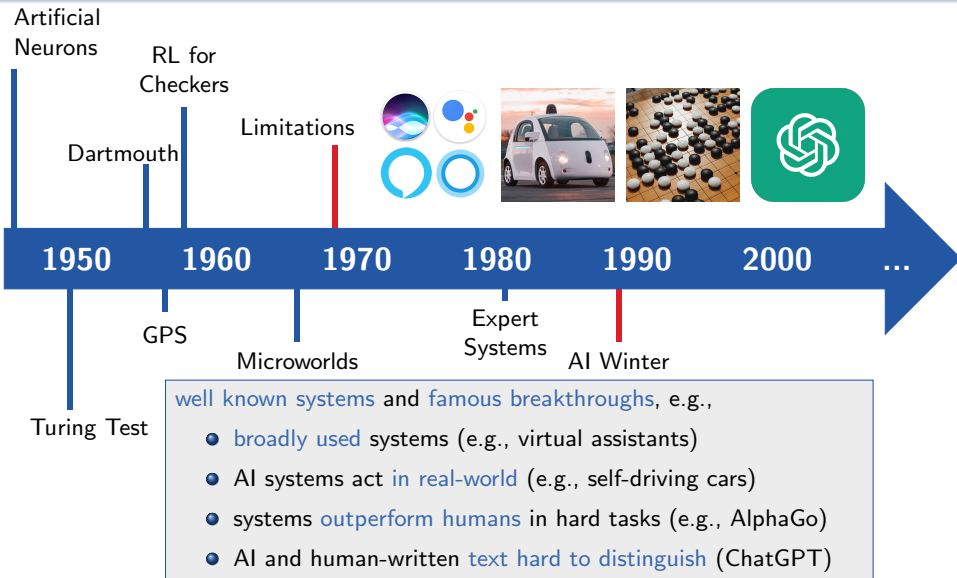 Artificial
Neurons
RL for
Checkers
Limitations
Dartmouth
1950 1960 1970 1980 1990 2000 ...
GPS
Expert
Systems
Microworlds
AI Winter
Turing Test
well known systems and famous breakthroughs, e.g.,
broadly used systems (e.g., virtual assistants)
AI systems act in real-world (e.g., self-driving cars)
systems outperform humans in hard tasks (e.g., AlphaGo)
AI and human-written text hard to distinguish (ChatGPT)